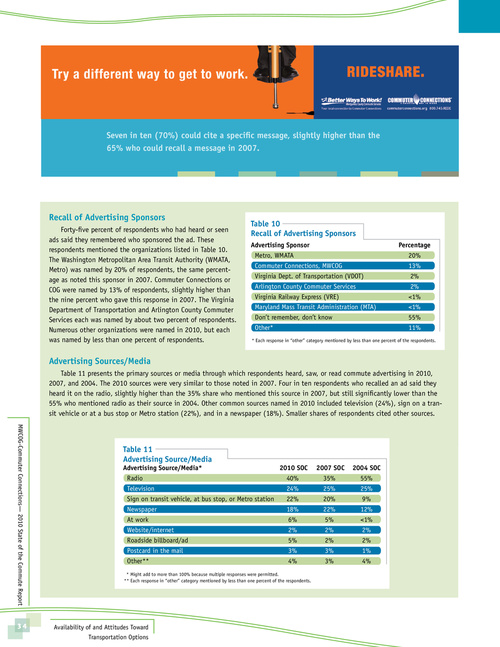 Try a different way to get to work.
RIDESHARE.
Better Ways To Work!
COMMUTER CONNECTIONS
commuterconnections.org 800.745.RIDE
Seven in ten (70%) could cite a specific message, slightly higher than the
65% who could recall a message in 2007.
Recall of Advertising Sponsors
Forty-five percent of respondents who had heard or seen
ads said they remembered who sponsored the ad. These
respondents mentioned the organizations listed in Table 10.
The Washington Metropolitan Area Transit Authority (WMATA,
Metro) was named by 20% of respondents, the same percent-
age as noted this sponsor in 2007. Commuter Connections or
COG were named by 13% of respondents, slightly higher than
the nine percent who gave this response in 2007. The Virginia
Department of Transportation and Arlington County Commuter
Services each was named by about two percent of respondents.
Numerous other organizations were named in 2010, but each
was named by less than one percent of respondents.
Table 10
Recall of Advertising Sponsors
Advertising Sponsor Percentage
Metro, WMATA 20%
Commuter Connections, MWCOG 13%
Virginia Dept. of Transportation (VDOT) 2%
Arlington County Commuter Services 2%
Virginia Railway Express (VRE) <1%
Maryland Mass Transit Administration (MTA) <1%
Don't remember, don't know 55%
Other* 11%
* Each response in "other" category mentioned by less than one percent of the respondents.
Advertising Sources/Media
Table 11 presents the primary sources or media through which respondents heard, saw, or read commute advertising in 2010,
2007, and 2004. The 2010 sources were very similar to those noted in 2007. Four in ten respondents who recalled an ad said they
heard it on the radio, slightly higher than the 35% share who mentioned this source in 2007, but still significantly lower than the
55% who mentioned radio as their source in 2004. Other common sources named in 2010 included television (24%), sign on a tran-
sit vehicle or at a bus stop or Metro station (22%), and in a newspaper (18%). Smaller shares of respondents cited other sources.
Table 11
Advertising Source/Media
Advertising Source/Media* 2010 SOC 2007 SOC 2004 SOC
Radio 40% 35% 55%
Television 24% 25% 25%
Sign on transit vehicle, at bus stop, or Metro station 22% 20% 9%
Newspaper 18% 22% 12%
At work 6% 5% <1%
Website/internet 2% 2% 2%
Roadside billboard/ad 5% 2% 2%
Postcard in the mail 3% 3% 1%
Other** 4% 3% 4%
* Might add to more than 100% because multiple responses were permitted.
** Each response in "other" category mentioned by less than one percent of the respondents.
MWCOG-Commuter Connections— 2010 State of the Commute Report
34
Availability of and Attitudes Toward
Transportation Options